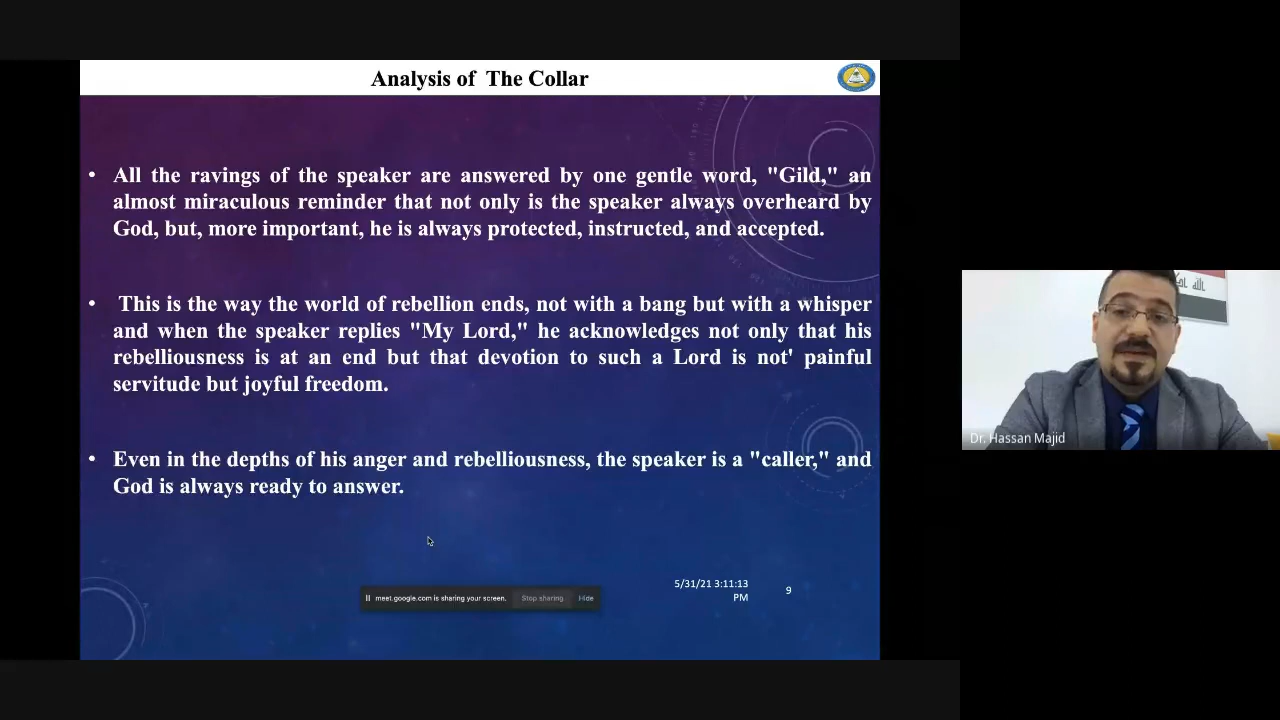 Analysis of The Collar
• All the ravings of the speaker are answered by one gentle word, "Gild," an
almost miraculous reminder that not only is the speaker always overheard by
God, but, more important, he is always protected, instructed, and accepted.
• This is the way the world of rebellion ends, not with a bang but with a whisper
and when the speaker replies "My Lord," he acknowledges not only that his
rebelliousness is at an end but that devotion to such a Lord is not' painful
servitude but joyful freedom.
• Even in the depths of his anger and rebelliousness, the speaker is a "caller," and
God is always ready to answer.
5/31/21 3:11:13
PM
9
meet.google.com is sharing your screen.
Stop sharing
Hide
Dr. Hassan Majid